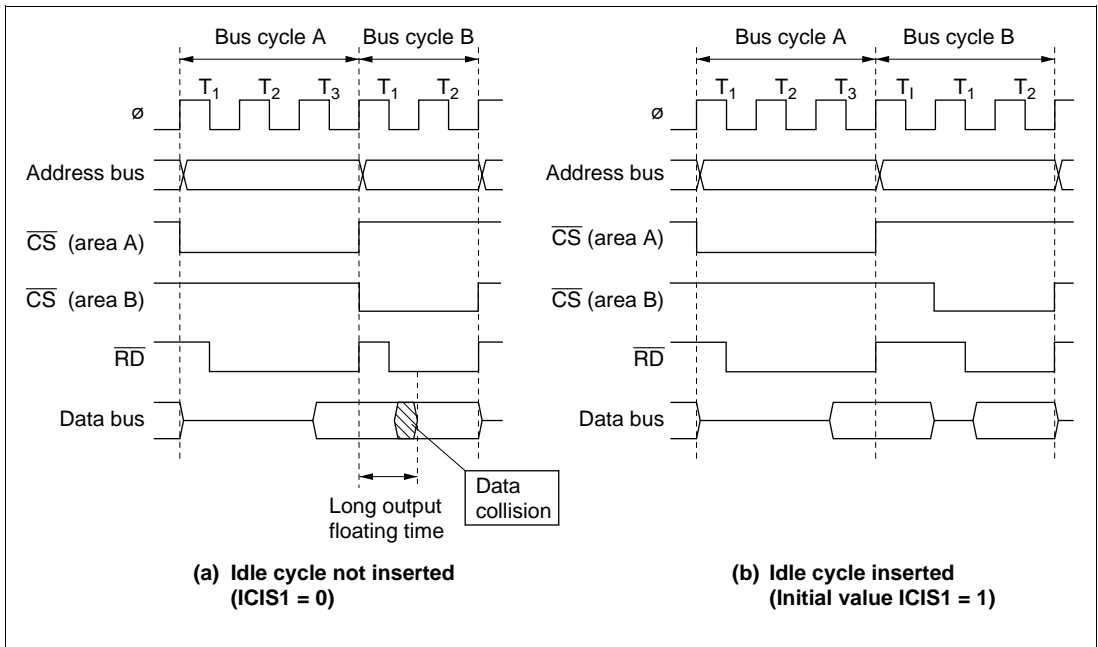 Bus cycle A
Bus cycle B
T1 T2 T3 T1 T2
ø
Address bus
CS (area A)
CS (area B)
RD
Data bus
Long output
floating time
Data
collision
(a) Idle cycle not inserted
(ICIS1 = 0)
Bus cycle A
Bus cycle B
T1 T2 T3 TI T1 T2
ø
Address bus
CS (area A)
CS (area B)
RD
Data bus
(b) Idle cycle inserted
(Initial value ICIS1 = 1)